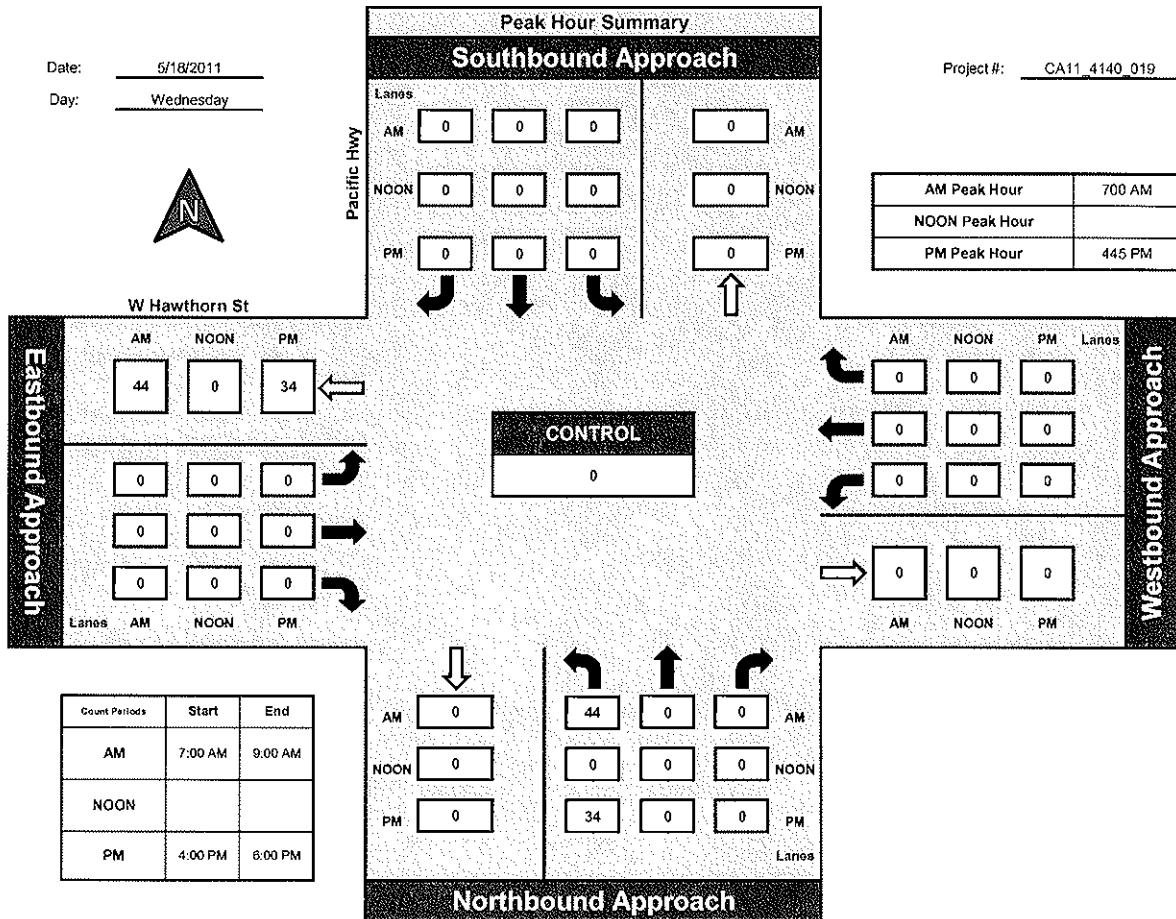 Peak Hour Summary
Southbound Approach
Date: 5/18/2011
Day: Wednesday
Project #: CA11_4140_019
N
Pacific Hwy
Lanes
AM 0 0 0 0 AM
NOON 0 0 0 0 NOON
PM 0 0 0 0 PM
AM Peak Hour 700 AM
NOON Peak Hour
PM Peak Hour 445 PM
W Hawthorn St
Eastbound Approach
AM NOON PM
44 0 34
0 0 0
0 0 0
0 0 0
Lanes AM NOON PM
CONTROL
0
AM NOON PM Lanes
0 0 0
0 0 0
0 0 0
0 0 0
AM NOON PM
Westbound Approach
Count Periods Start End
AM 7:00 AM 9:00 AM
NOON
PM 4:00 PM 6:00 PM
AM 0 44 0 0 AM
NOON 0 0 0 0 NOON
PM 0 34 0 0 PM
Lanes
Northbound Approach